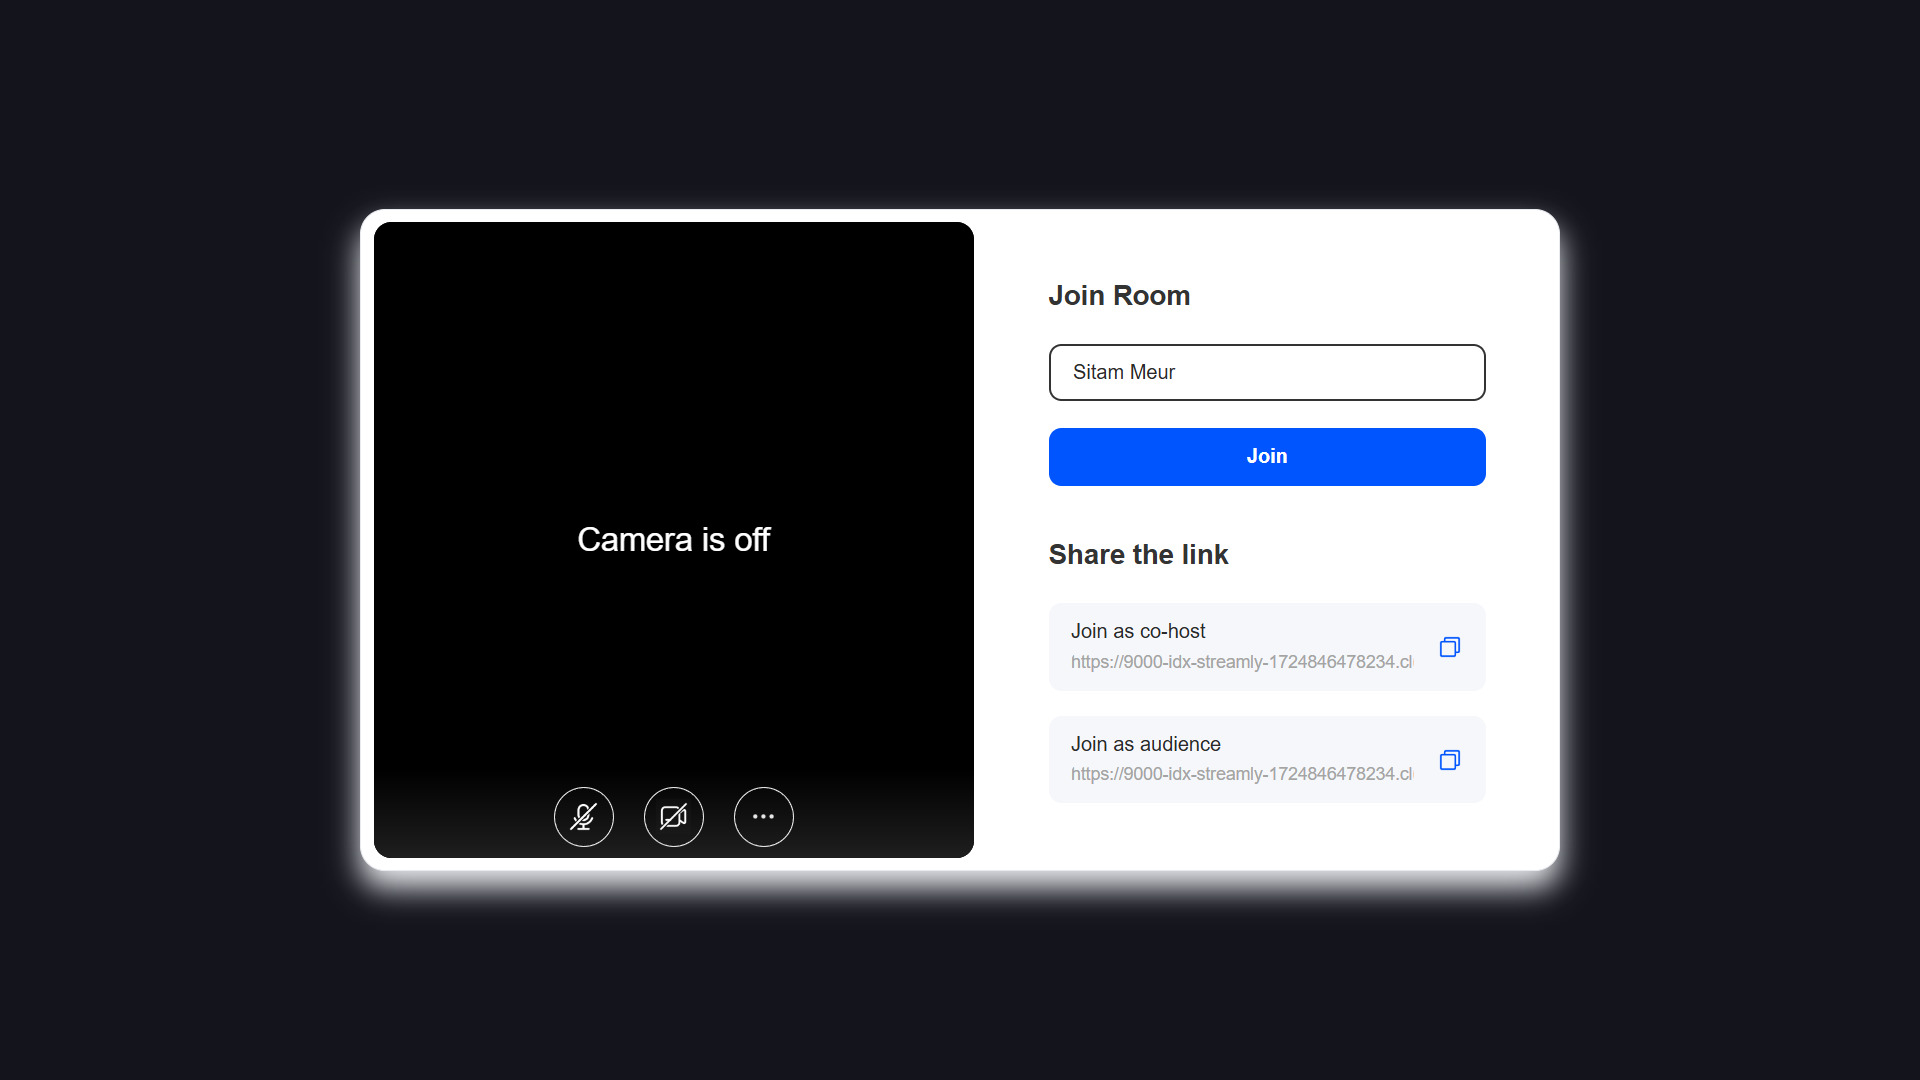 Camera is off
Join Room
Sitam Meur
Join
Share the link
Join as co-host
https://9000-idx-streamly-1724846478234.cl
Join as audience
https://9000-idx-streamly-1724846478234.cl